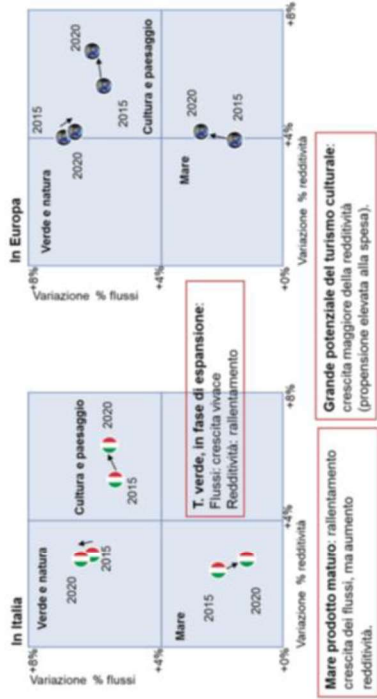 In Italia
+8%
Variazione % flussi
+4%
+0%
Verde e natura
2020
2015
Cultura e paesaggio
2020
2015
Mare
2015
2020
+4%
+8%
Variazione % redditività
In Europa
+8%
Variazione % flussi
+4%
+0%
Verde e natura
2015
2020
2020
2015
Cultura e paesaggio
Mare
2020
2015
+4%
+8%
Variazione % redditività
T. verde, in fase di espansione:
Flussi: crescita vivace
Redditività: rallentamento
Mare prodotto maturo: rallentamento
crescita dei flussi, ma aumento
redditività.
Grande potenziale del turismo culturale:
crescita maggiore della redditività
(propensione elevata alla spesa).